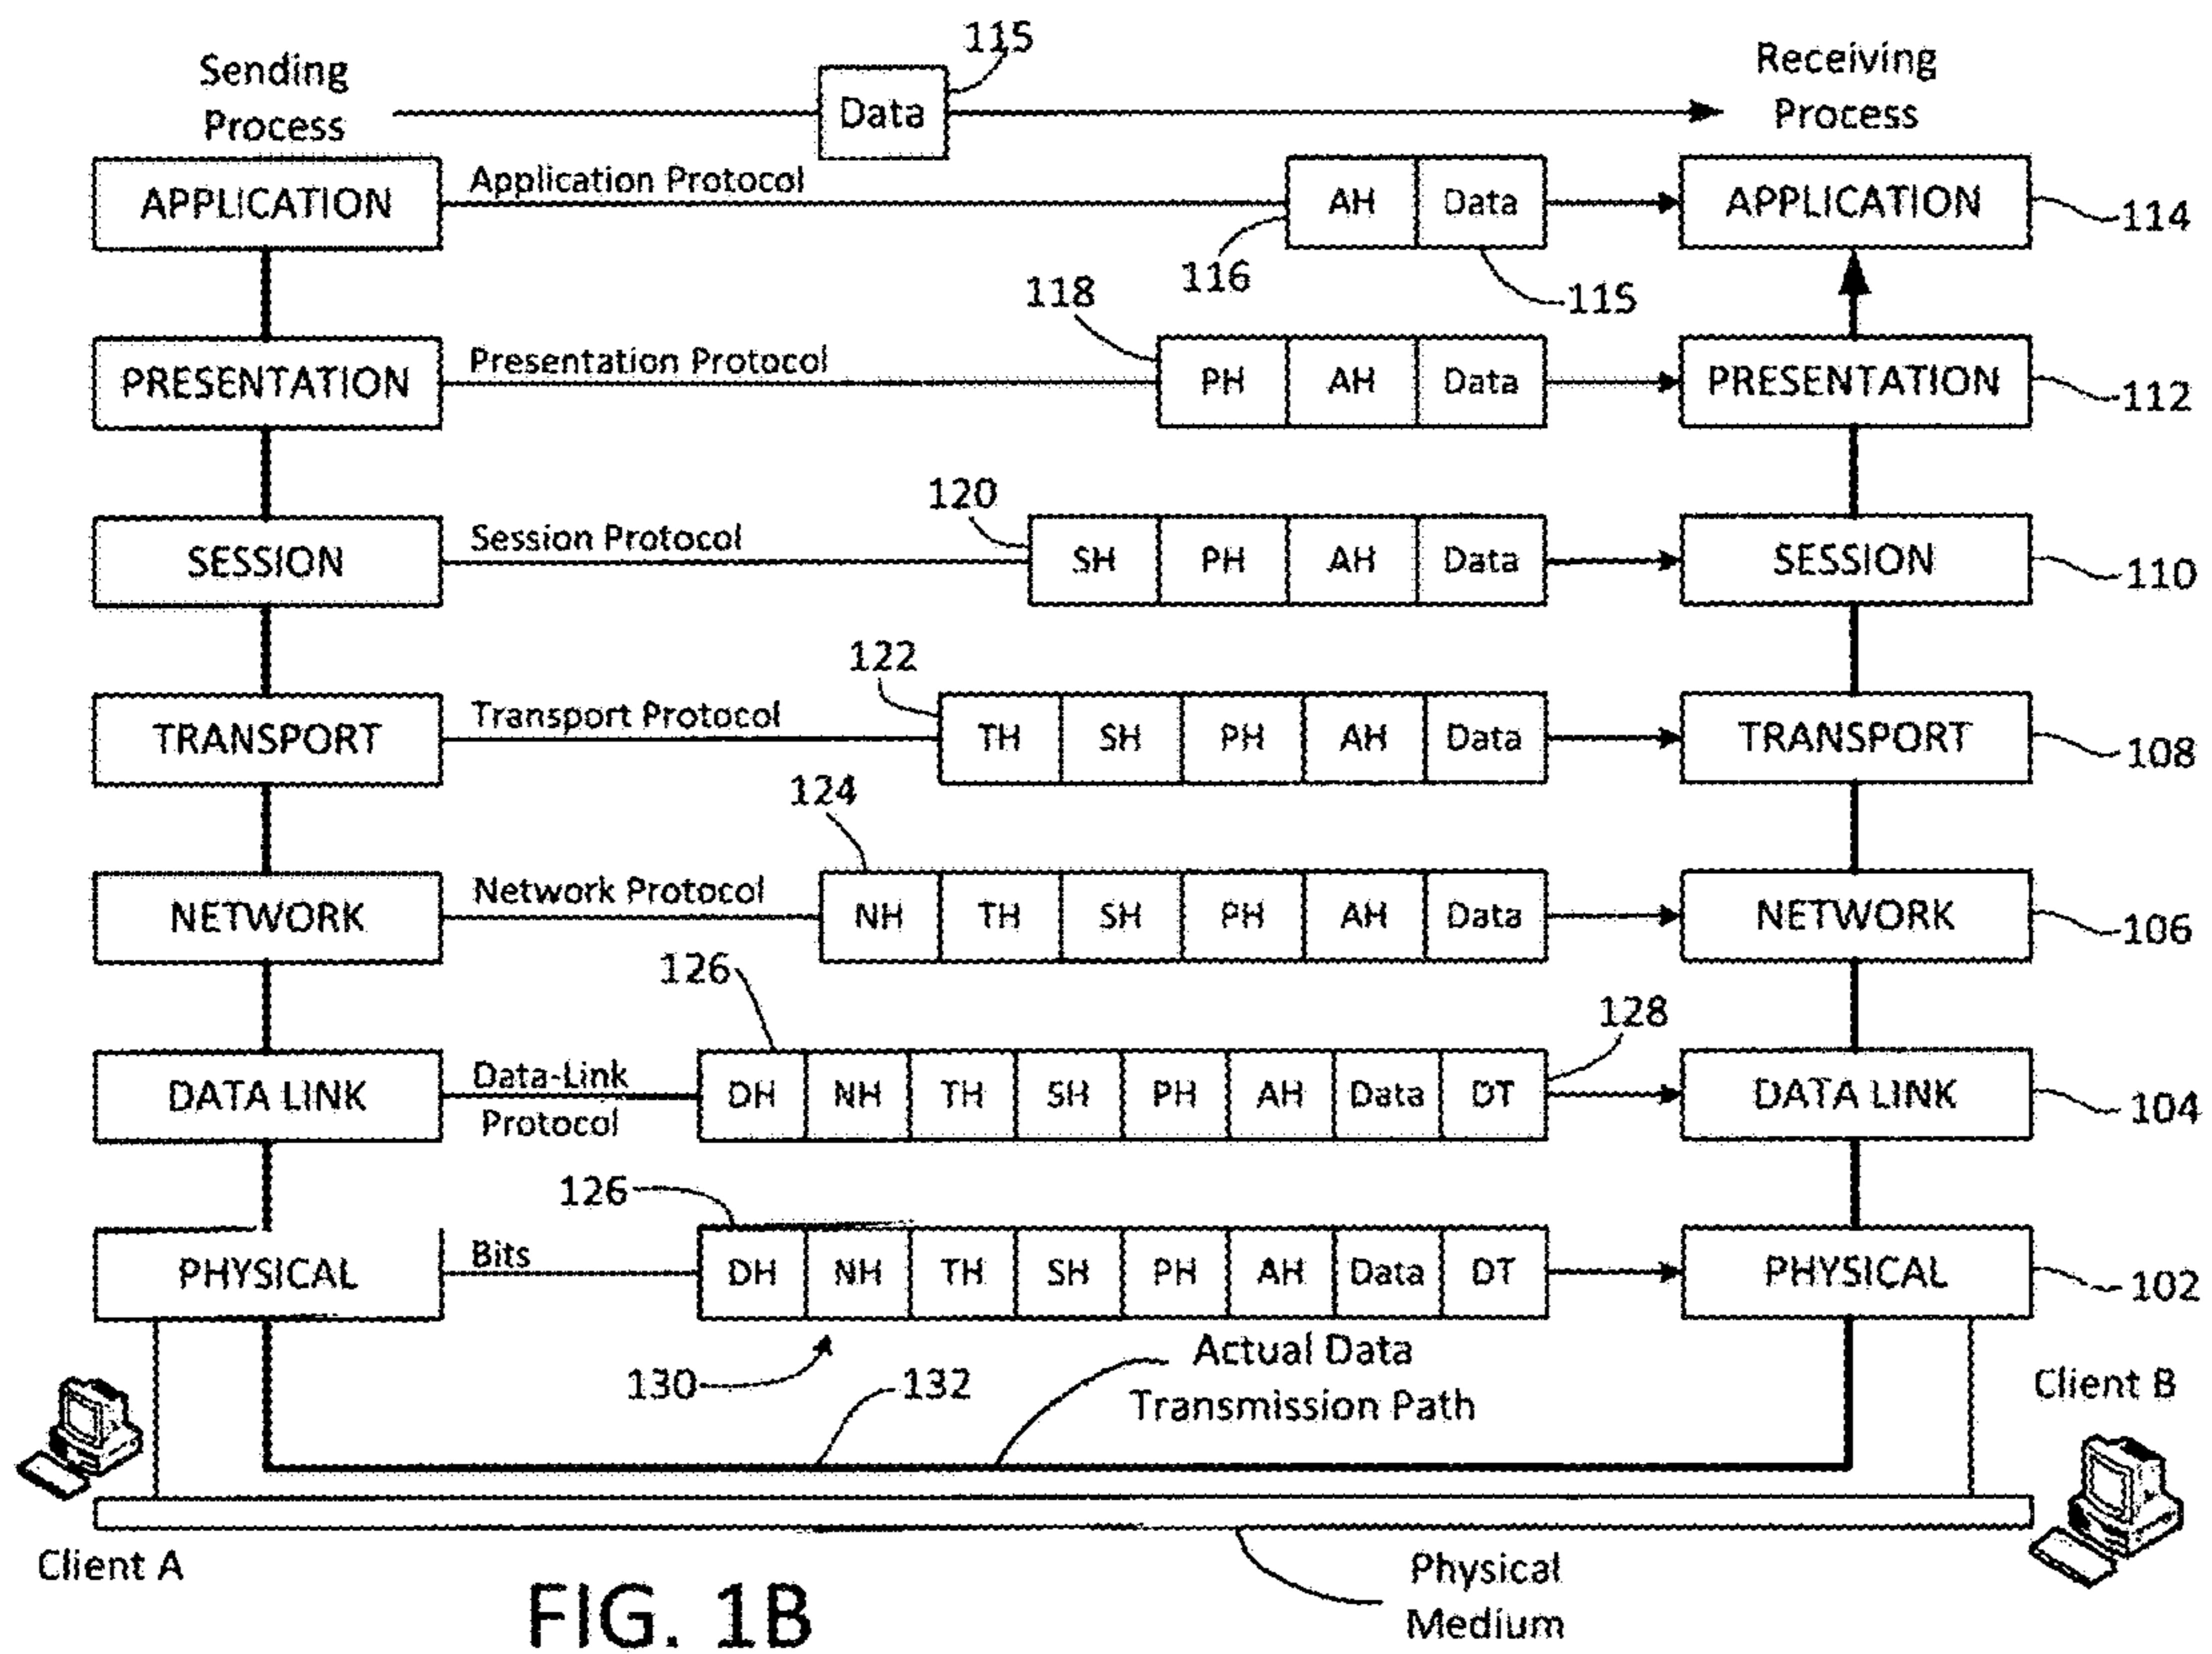 115
Sending
Process
Data
Receiving
Process
APPLICATION
Application Protocol
AH
Data
APPLICATION
114
116
115
118
PRESENTATION
Presentation Protocol
PH
AH
Data
PRESENTATION
112
120
SESSION
Session Protocol
SH
PH
AH
Data
SESSION
110
122
TRANSPORT
Transport Protocol
TH
SH
PH
AH
Data
TRANSPORT
108
124
NETWORK
Network Protocol
NH
TH
SH
PH
AH
Data
NETWORK
106
126
128
DATA LINK
Data-Link
Protocol
DH
NH
TH
SH
PH
AH
Data
DT
DATA LINK
104
126
PHYSICAL
Bits
DH
NH
TH
SH
PH
AH
Data
DT
PHYSICAL
102
130
132
Actual Data
Transmission Path
Client B
Client A
Physical
Medium
FIG. 1B